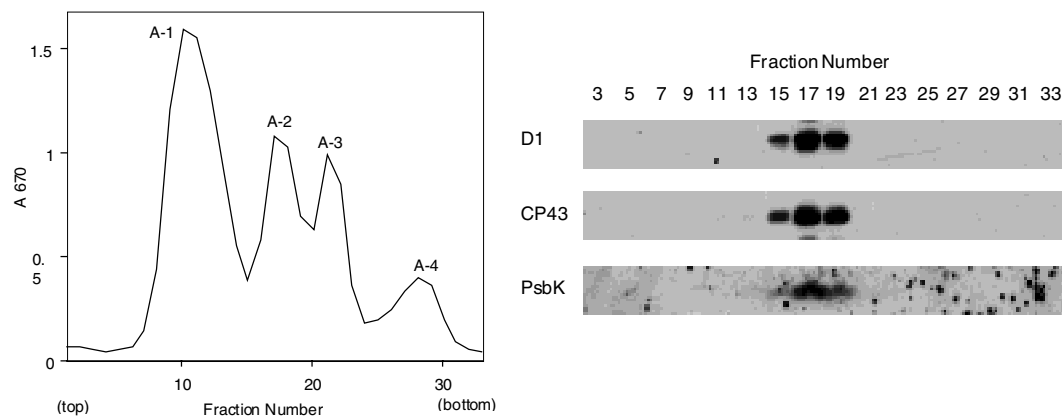 A 670
1.5
1
0.
5
0
A-1
A-2
A-3
A-4
10
20
30
(top)
Fraction Number
(bottom)
Fraction Number
3 5 7 9 11 13 15 17 19 21 23 25 27 29 31 33
D1
CP43
PsbK